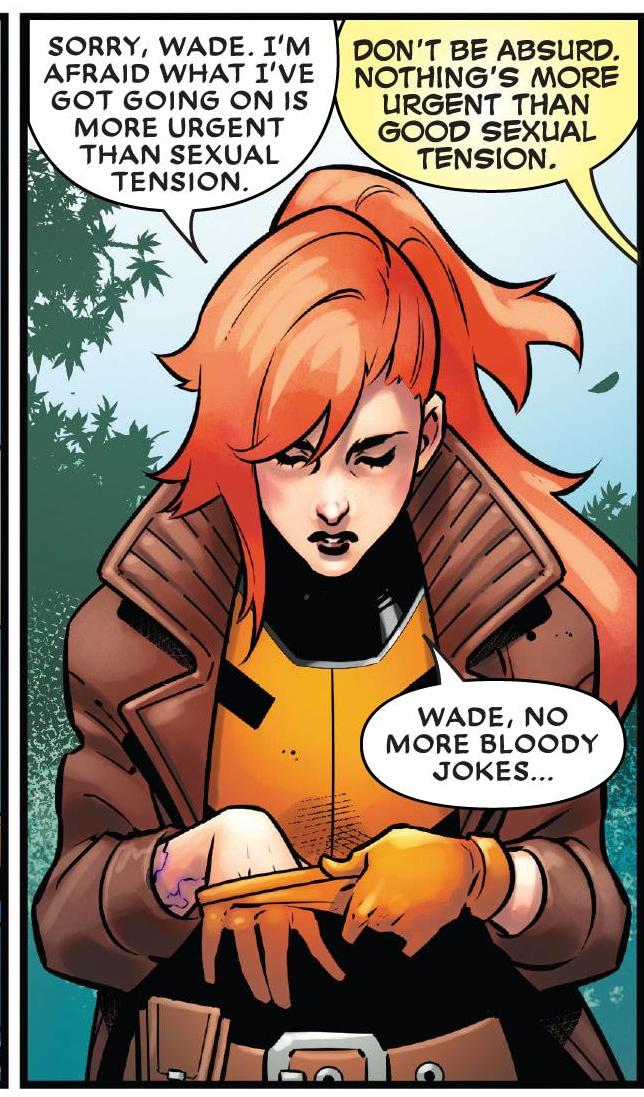 SORRY, WADE. I'M
AFRAID WHAT I'VE
GOT GOING ON IS
MORE URGENT
THAN SEXUAL
TENSION.
DON'T BE ABSURD.
NOTHING'S MORE
URGENT THAN
GOOD SEXUAL
TENSION.
WADE, NO
MORE BLOODY
JOKES...